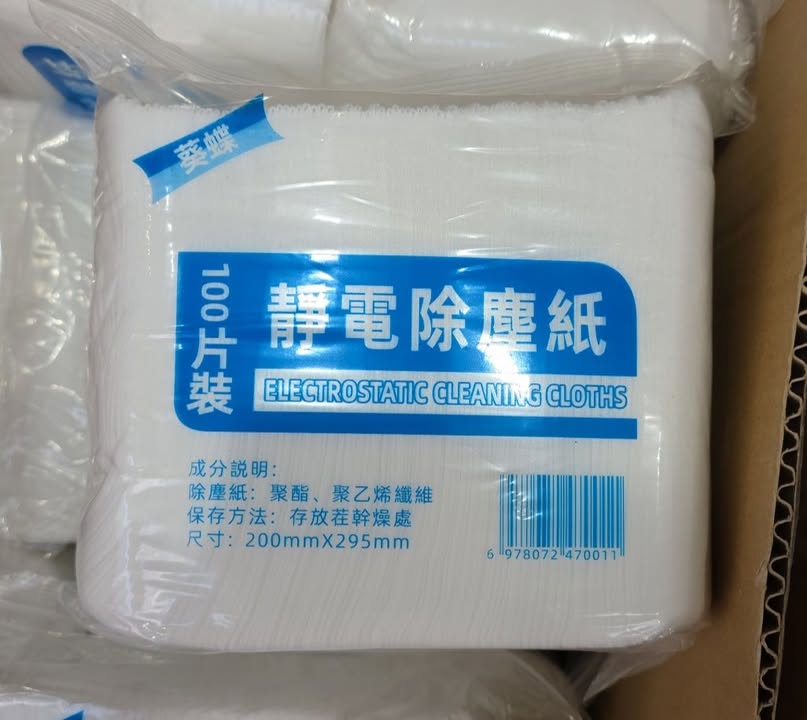 葵蝶
100片裝
靜電除塵紙
ELECTROSTATIC CLEANING CLOTHS
成分説明：
除塵紙：聚酯、聚乙烯纖維
保存方法：存放茬幹燥處
尺寸：200mmX295mm
6 978072 470011